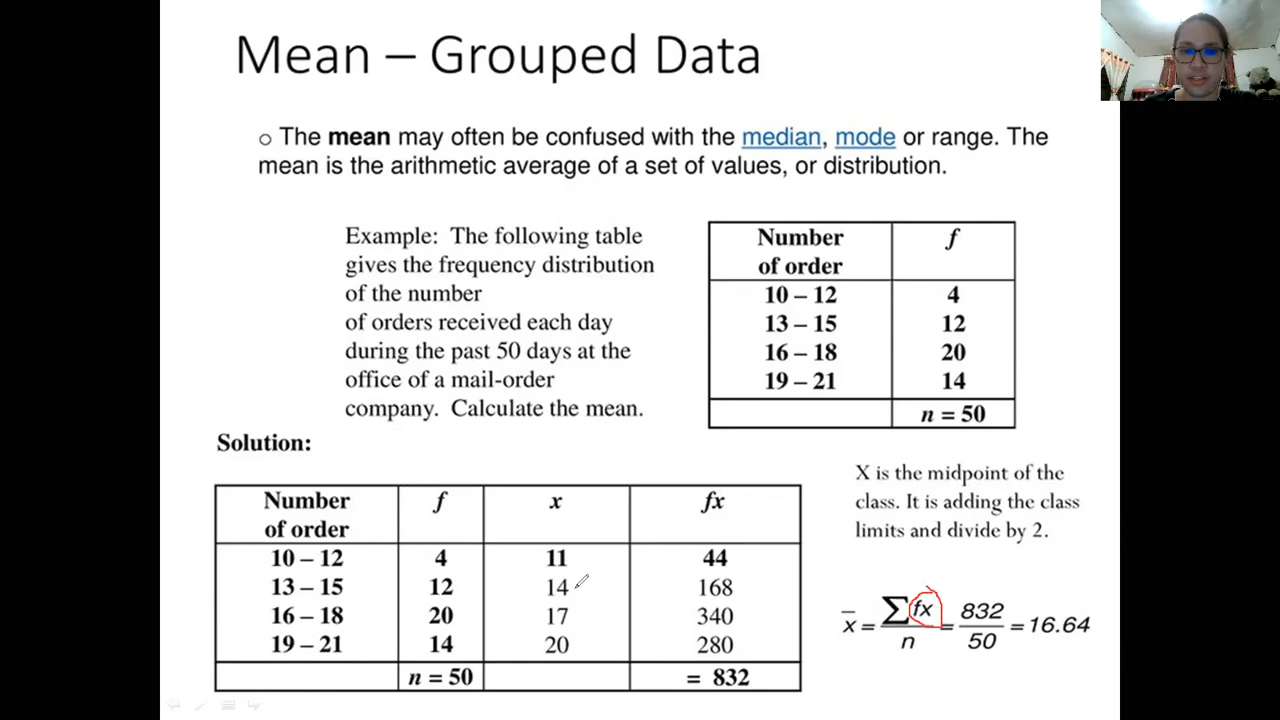 Mean – Grouped Data
o The mean may often be confused with the median, mode or range. The
mean is the arithmetic average of a set of values, or distribution.
Example: The following table
gives the frequency distribution
of the number
of orders received each day
during the past 50 days at the
office of a mail-order
company. Calculate the mean.
Number of order f
10 – 12 4
13 – 15 12
16 – 18 20
19 – 21 14
n = 50
Solution:
Number of order f x fx
10 – 12 4 11 44
13 – 15 12 14 168
16 – 18 20 17 340
19 – 21 14 20 280
n = 50 = 832
X is the midpoint of the
class. It is adding the class
limits and divide by 2.
x̄ = ∑fx / n = 832 / 50 = 16.64